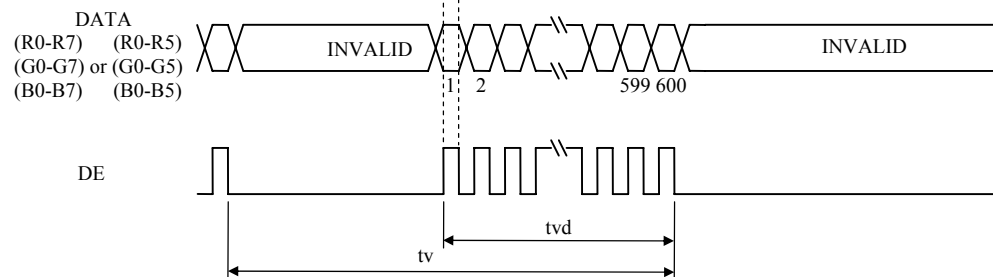 DATA
(R0-R7) (R0-R5)
(G0-G7) or (G0-G5)
(B0-B7) (B0-B5)
INVALID
INVALID
1 2 599 600
DE
tvd
tv